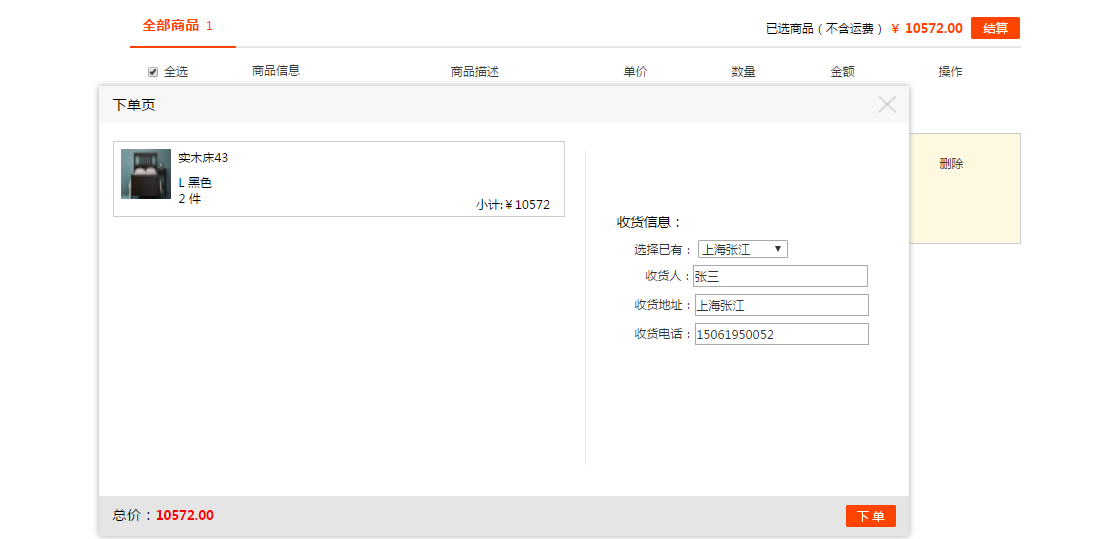 全部商品 1
已选商品（不含运费） ￥ 10572.00 结算
全选 商品信息 商品描述 单价 数量 金额 操作
下单页
实木床43
L 黑色
2 件
小计:￥10572
删除
收货信息：
选择已有： 上海张江
收货人：张三
收货地址：上海张江
收货电话：15061950052
总价：10572.00
下 单